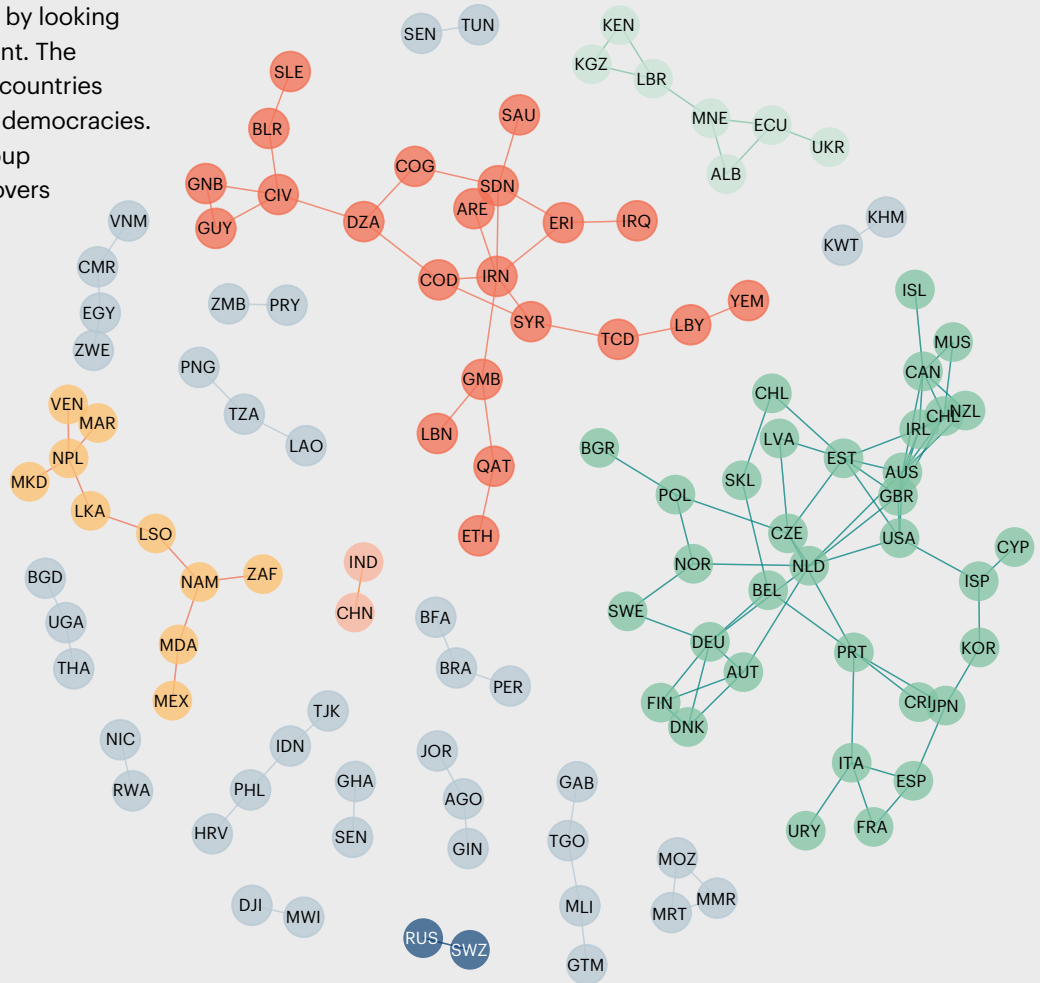 by looking
nt. The
countries
democracies.
up
overs
SEN
TUN
KEN
KGZ
LBR
MNE
ECU
UKR
ALB
SLE
BLR
SAU
COG
GNB
CIV
SDN
ARE
GUY
DZA
ERI
IRQ
VNM
KHM
KWT
CMR
COD
IRN
ISL
ZMB
PRY
YEM
EGY
SYR
LBY
TCD
ZWE
MUS
PNG
CAN
GMB
CHL
VEN
MAR
TZA
CHL
NZL
IRL
LBN
LVA
LAO
BGR
NPL
EST
QAT
AUS
MKD
SKL
POL
GBR
LKA
LSO
CZE
ETH
USA
CYP
IND
NOR
NLD
BGD
NAM
ZAF
ISP
BEL
CHN
SWE
BFA
UGA
DEU
MDA
KOR
PRT
THA
BRA
AUT
PER
MEX
FIN
CRI
JPN
TJK
DNK
NIC
IDN
JOR
ITA
GHA
GAB
ESP
RWA
PHL
AGO
FRA
URY
HRV
SEN
TGO
GIN
MOZ
MMR
DJI
MLI
MRT
MWI
RUS
SWZ
GTM